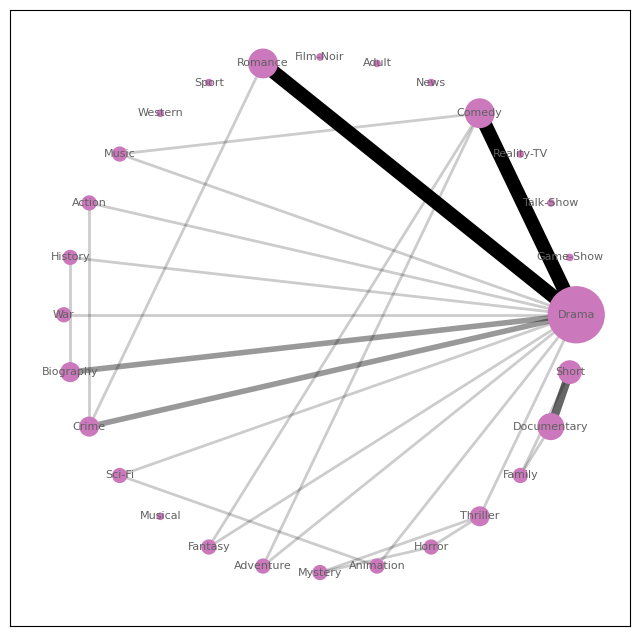 Film-Noir
Romance
Adult
Sport
News
Western
Comedy
Music
Reality-TV
Action
Talk-Show
History
Game-Show
War
Drama
Biography
Short
Crime
Documentary
Sci-Fi
Family
Musical
Thriller
Fantasy
Horror
Adventure
Animation
Mystery